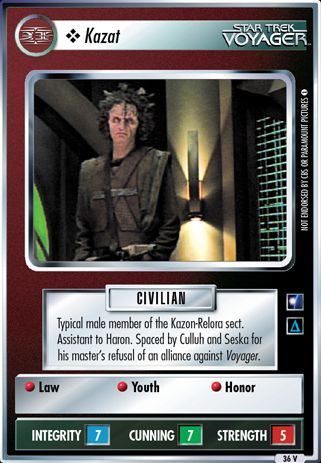 ❖ Kazat
STAR TREK
VOYAGER
NOT ENDORSED BY CBS OR PARAMOUNT PICTURES
CIVILIAN
Typical male member of the Kazon-Relora sect.
Assistant to Haron. Spaced by Culluh and Seska for
his master's refusal of an alliance against Voyager.
Law Youth Honor
INTEGRITY 7 CUNNING 7 STRENGTH 5
36 V